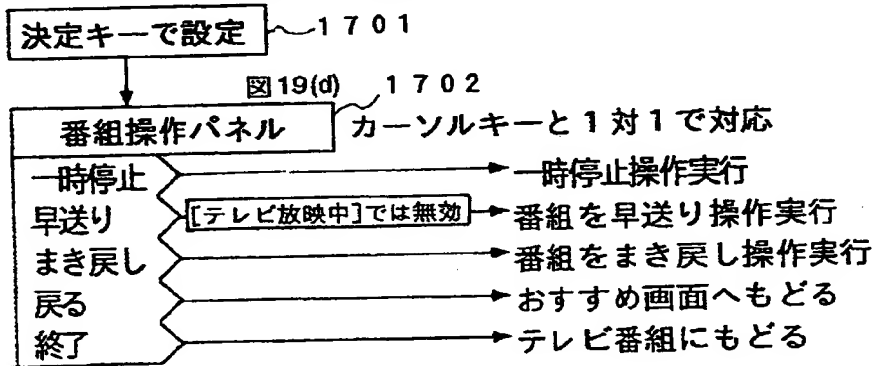 決定キーで設定 1701
図19(d) 1702
番組操作パネル カーソルキーと1対1で対応
一時停止 一時停止操作実行
早送り [テレビ放映中]では無効 番組を早送り操作実行
まき戻し 番組をまき戻し操作実行
戻る おすすめ画面へもどる
終了 テレビ番組にもどる